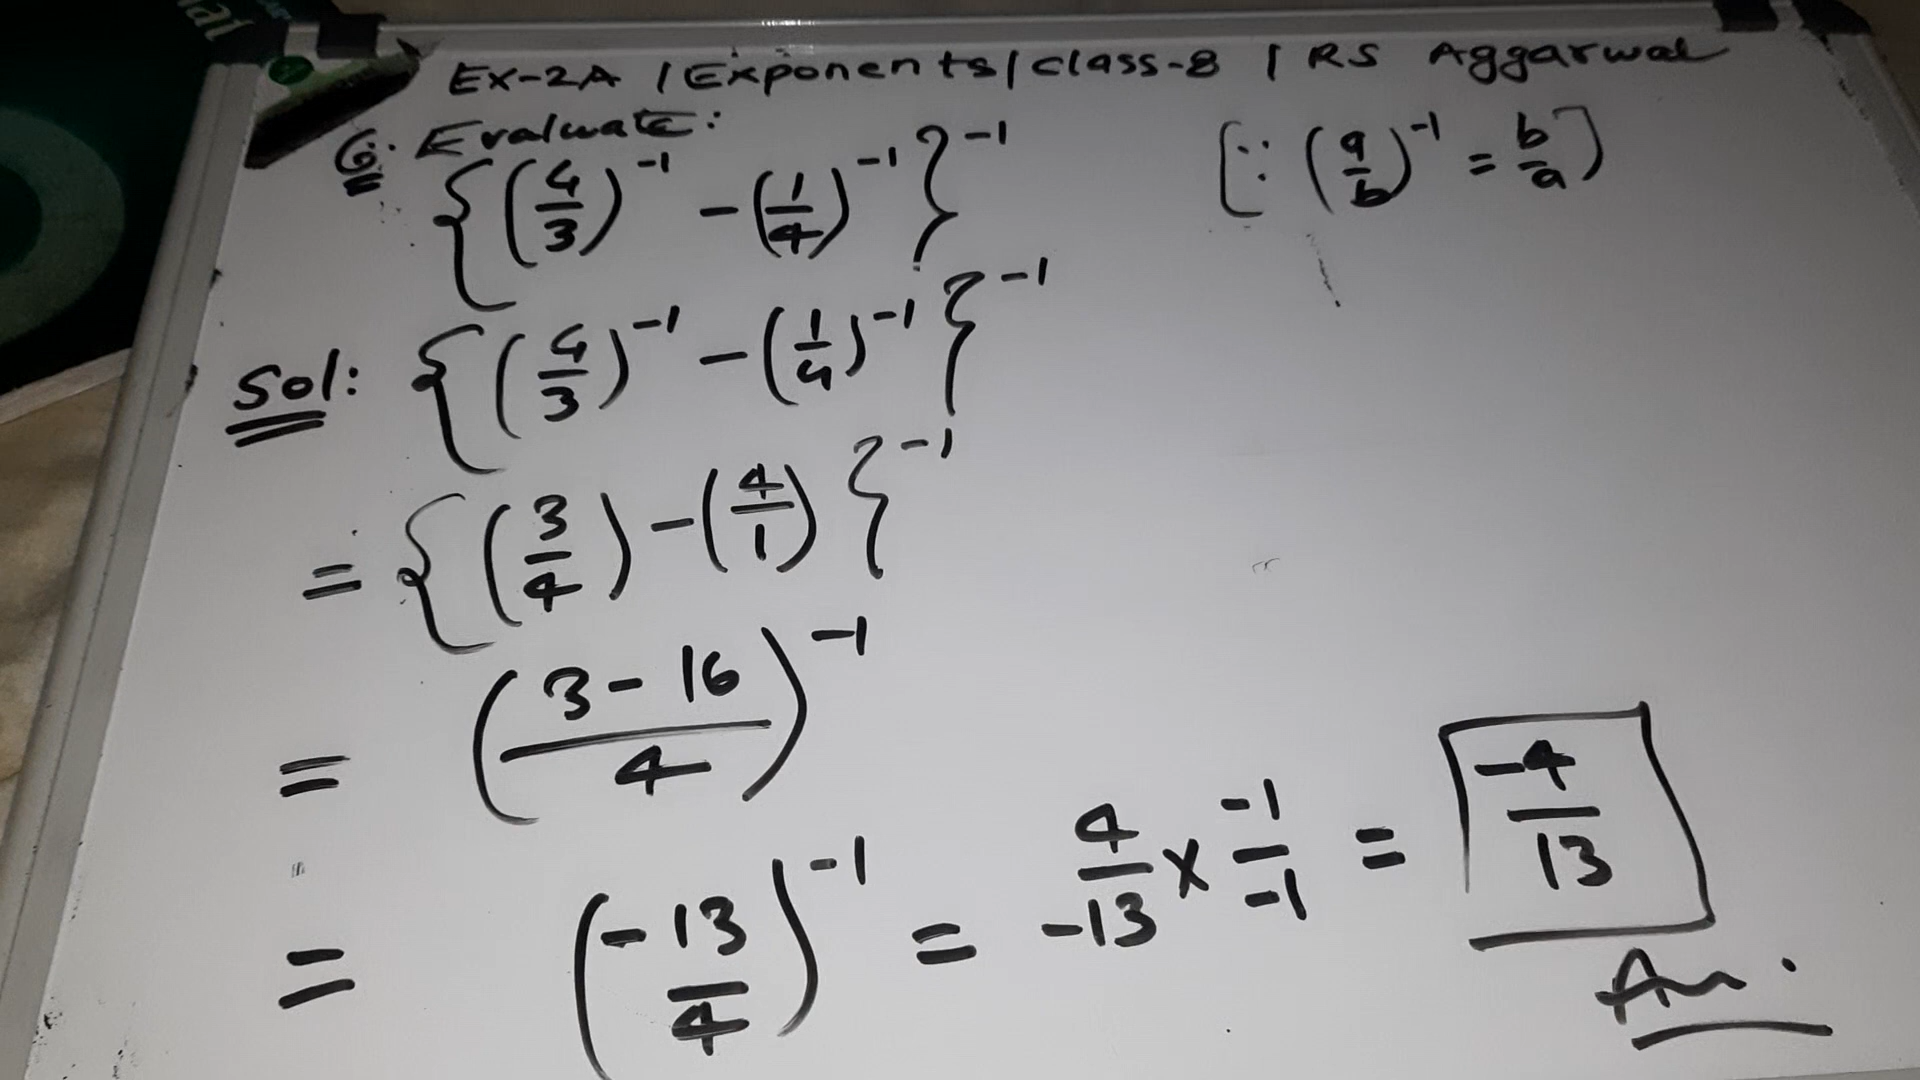 Ex-2A / Exponents / class-8 / RS Aggarwal
6. Evaluate:
{(4/3)^-1 - (1/4)^-1}^-1 [∵ (a/b)^-1 = b/a]
Sol: {(4/3)^-1 - (1/4)^-1}^-1
= {(3/4) - (4/1)}^-1
= ((3-16)/4)^-1
= (-13/4)^-1 = 4/-13 × -1/-1 = -4/13
An.